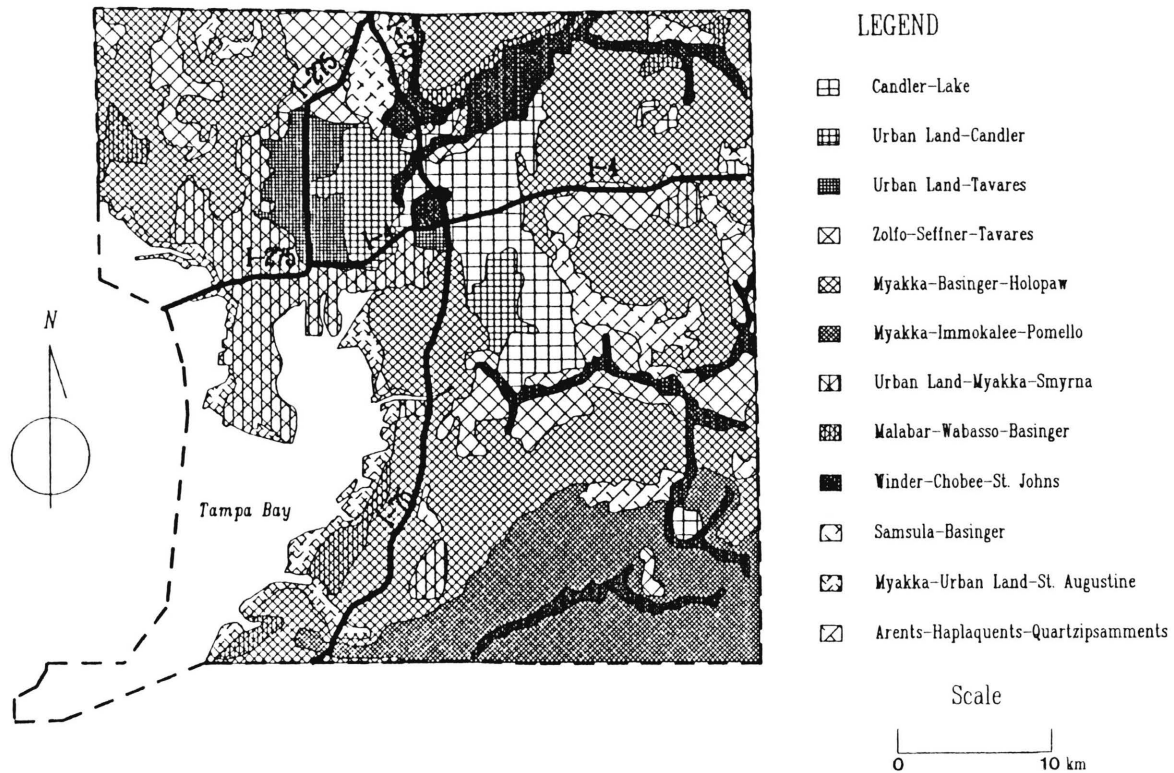 LEGEND
Candler-Lake
Urban Land-Candler
Urban Land-Tavares
Zolfo-Seffner-Tavares
Myakka-Basinger-Holopaw
Myakka-Immokalee-Pomello
Urban Land-Myakka-Smyrna
Malabar-Wabasso-Basinger
Winder-Chobee-St. Johns
Samsula-Basinger
Myakka-Urban Land-St. Augustine
Arents-Haplaquents-Quartzipsamments
Scale
0 10 km
I-275
I-4
I-4
I-275
N
Tampa Bay
I-75